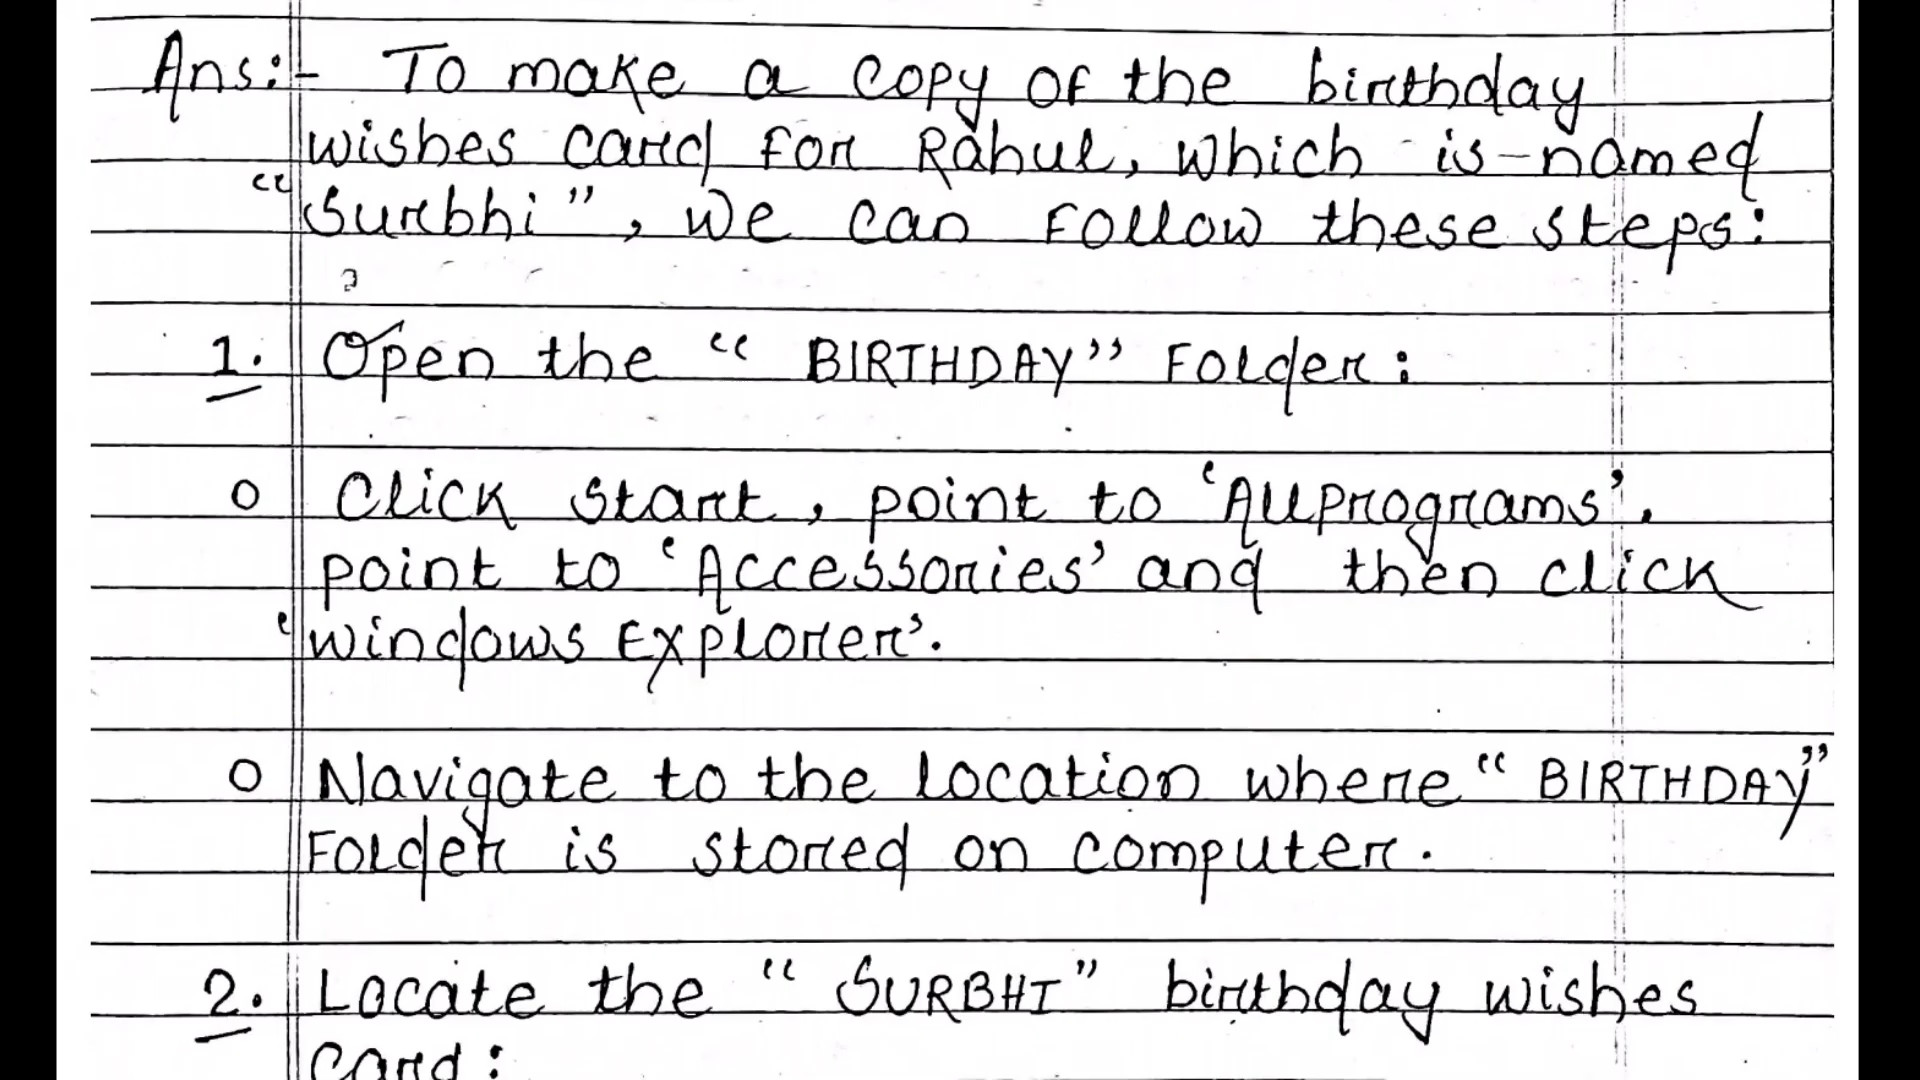 Ans:- To make a copy of the birthday
wishes card for Rahul, which is named
"Surbhi", We can follow these steps:
1. Open the "BIRTHDAY" Folder:
o Click start, point to 'All programs'.
point to 'Accessories' and then click
'windows Explorer'.
o Navigate to the location where "BIRTHDAY"
Folder is stored on computer.
2. Locate the "SURBHI" birthday wishes
card: